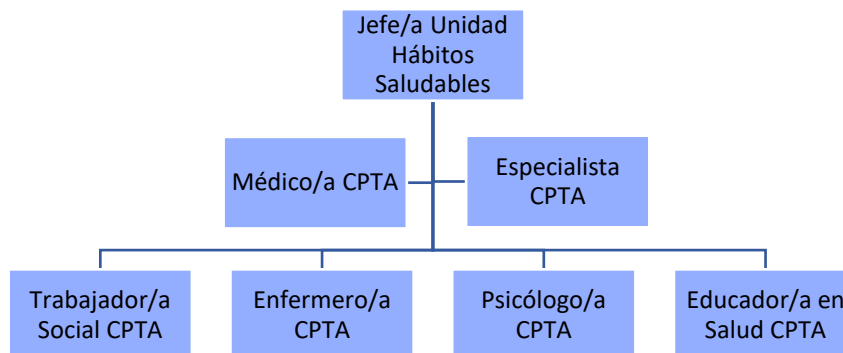 Jefe/a Unidad
Hábitos
Saludables
Médico/a CPTA
Especialista
CPTA
Trabajador/a
Social CPTA
Enfermero/a
CPTA
Psicólogo/a
CPTA
Educador/a en
Salud CPTA